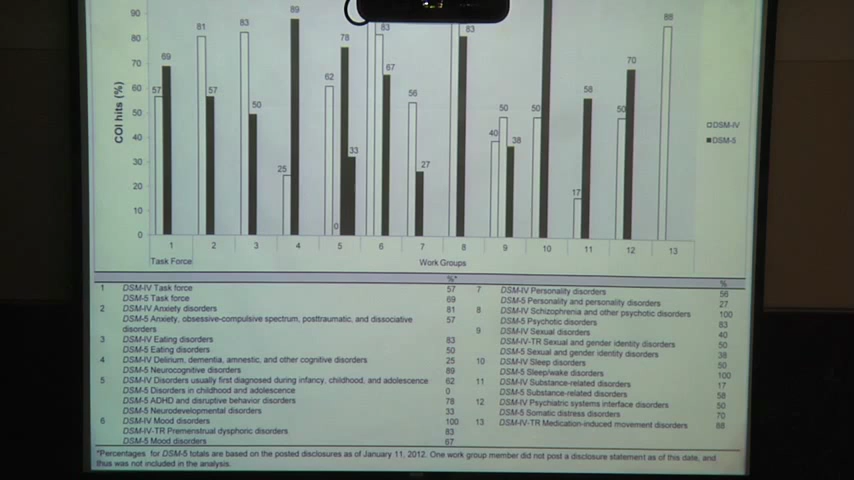 90
80
70
60
50
40
30
20
10
0
COI hits (%)
57 69 81 57 83 50 25 89 62 0 78 33 83 67 56 27 83 40 50 38 50 17 58 50 70 88
DSM-IV
DSM-5
1 2 3 4 5 6 7 8 9 10 11 12 13
Task Force Work Groups
%*
1 DSM-IV Task force 57
DSM-5 Task force 69
2 DSM-IV Anxiety disorders 81
DSM-5 Anxiety, obsessive-compulsive spectrum, posttraumatic, and dissociative 57
disorders
3 DSM-IV Eating disorders 83
DSM-5 Eating disorders 50
4 DSM-IV Delirium, dementia, amnestic, and other cognitive disorders 25
DSM-5 Neurocognitive disorders 89
5 DSM-IV Disorders usually first diagnosed during infancy, childhood, and adolescence 62
DSM-5 Disorders in childhood and adolescence 0
DSM-5 ADHD and disruptive behavior disorders 78
DSM-5 Neurodevelopmental disorders 33
6 DSM-IV Mood disorders 100
DSM-IV-TR Premenstrual dysphoric disorders 83
DSM-5 Mood disorders 67
%
7 DSM-IV Personality disorders 56
DSM-5 Personality and personality disorders 27
8 DSM-IV Schizophrenia and other psychotic disorders 100
DSM-5 Psychotic disorders 83
9 DSM-IV Sexual disorders 40
DSM-IV-TR Sexual and gender identity disorders 50
DSM-5 Sexual and gender identity disorders 38
10 DSM-IV Sleep disorders 50
DSM-5 Sleep/wake disorders 100
11 DSM-IV Substance-related disorders 17
DSM-5 Substance-related disorders 58
12 DSM-IV Psychiatric systems interface disorders 50
DSM-5 Somatic distress disorders 70
13 DSM-IV-TR Medication-induced movement disorders 88
*Percentages for DSM-5 totals are based on the posted disclosures as of January 11, 2012. One work group member did not post a disclosure statement as of this date, and
thus was not included in the analysis.